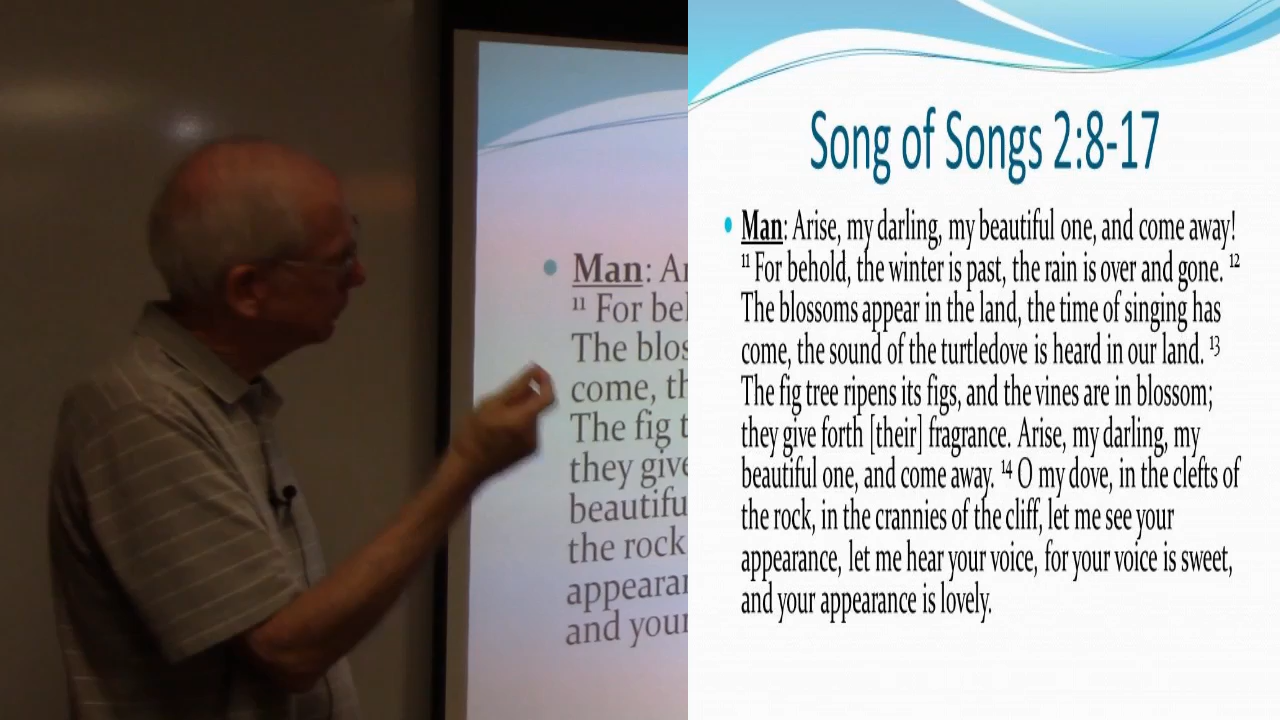 Song of Songs 2:8-17
• Man: Arise, my darling, my beautiful one, and come away!
11 For behold, the winter is past, the rain is over and gone. 12
The blossoms appear in the land, the time of singing has
come, the sound of the turtledove is heard in our land. 13
The fig tree ripens its figs, and the vines are in blossom;
they give forth [their] fragrance. Arise, my darling, my
beautiful one, and come away. 14 O my dove, in the clefts of
the rock, in the crannies of the cliff, let me see your
appearance, let me hear your voice, for your voice is sweet,
and your appearance is lovely.
• Man: Ar
11 For beh
The blos
come, th
The fig t
they give
beautifu
the rock
appearan
and your